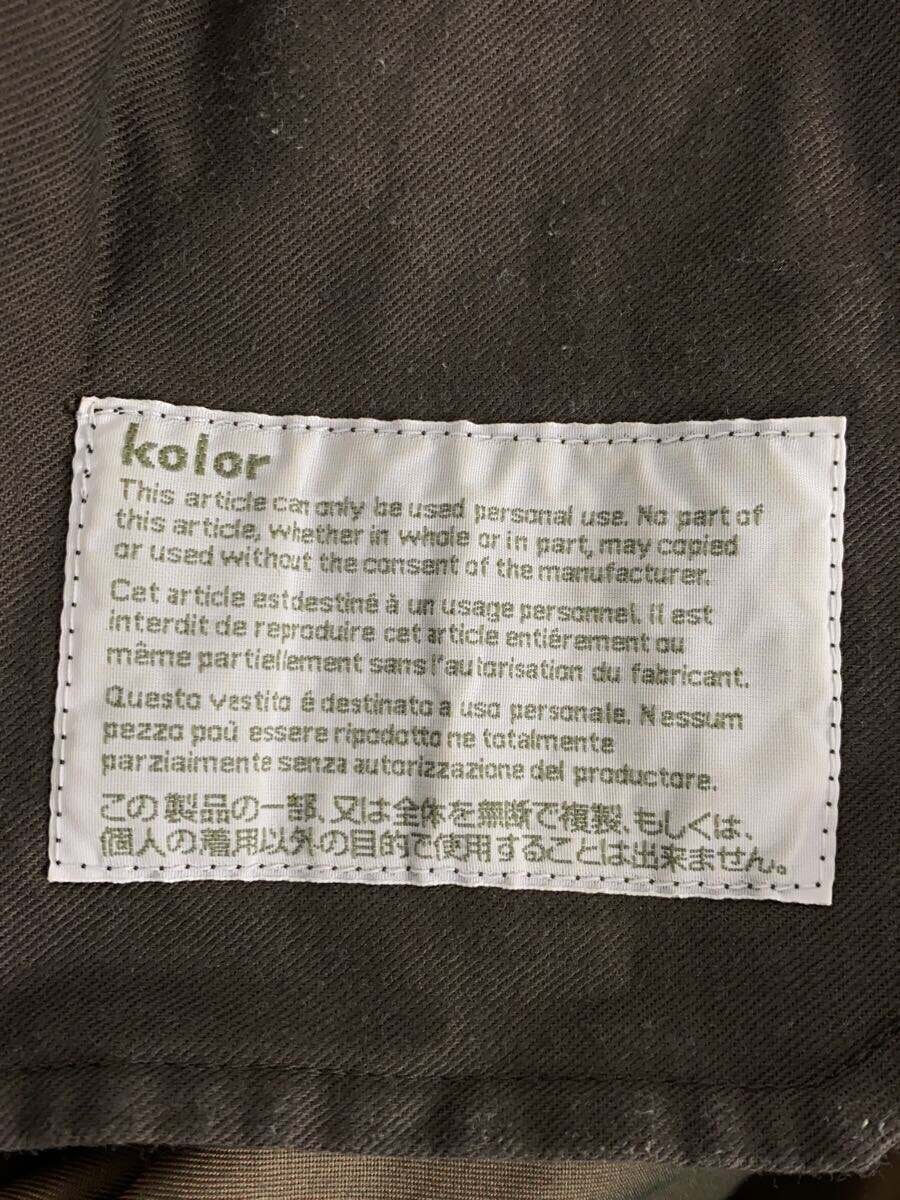 kolor
This article can only be used personal use. No part of
this article, whether in whole or in part, may copied
or used without the consent of the manufacturer.
Cet article est destiné à un usage personnel. Il est
interdit de reproduire cet article entiérement ou
même partiellement sans l'autorisation du fabricant.
Questo vestito é destinato a uso personale. Nessum
pezzo poù essere ripodotto ne totalmente
parziaimente senza autorizzazione del productore.
この製品の一部、又は全体を無断で複製、もしくは、
個人の着用以外の目的で使用することは出来ません。